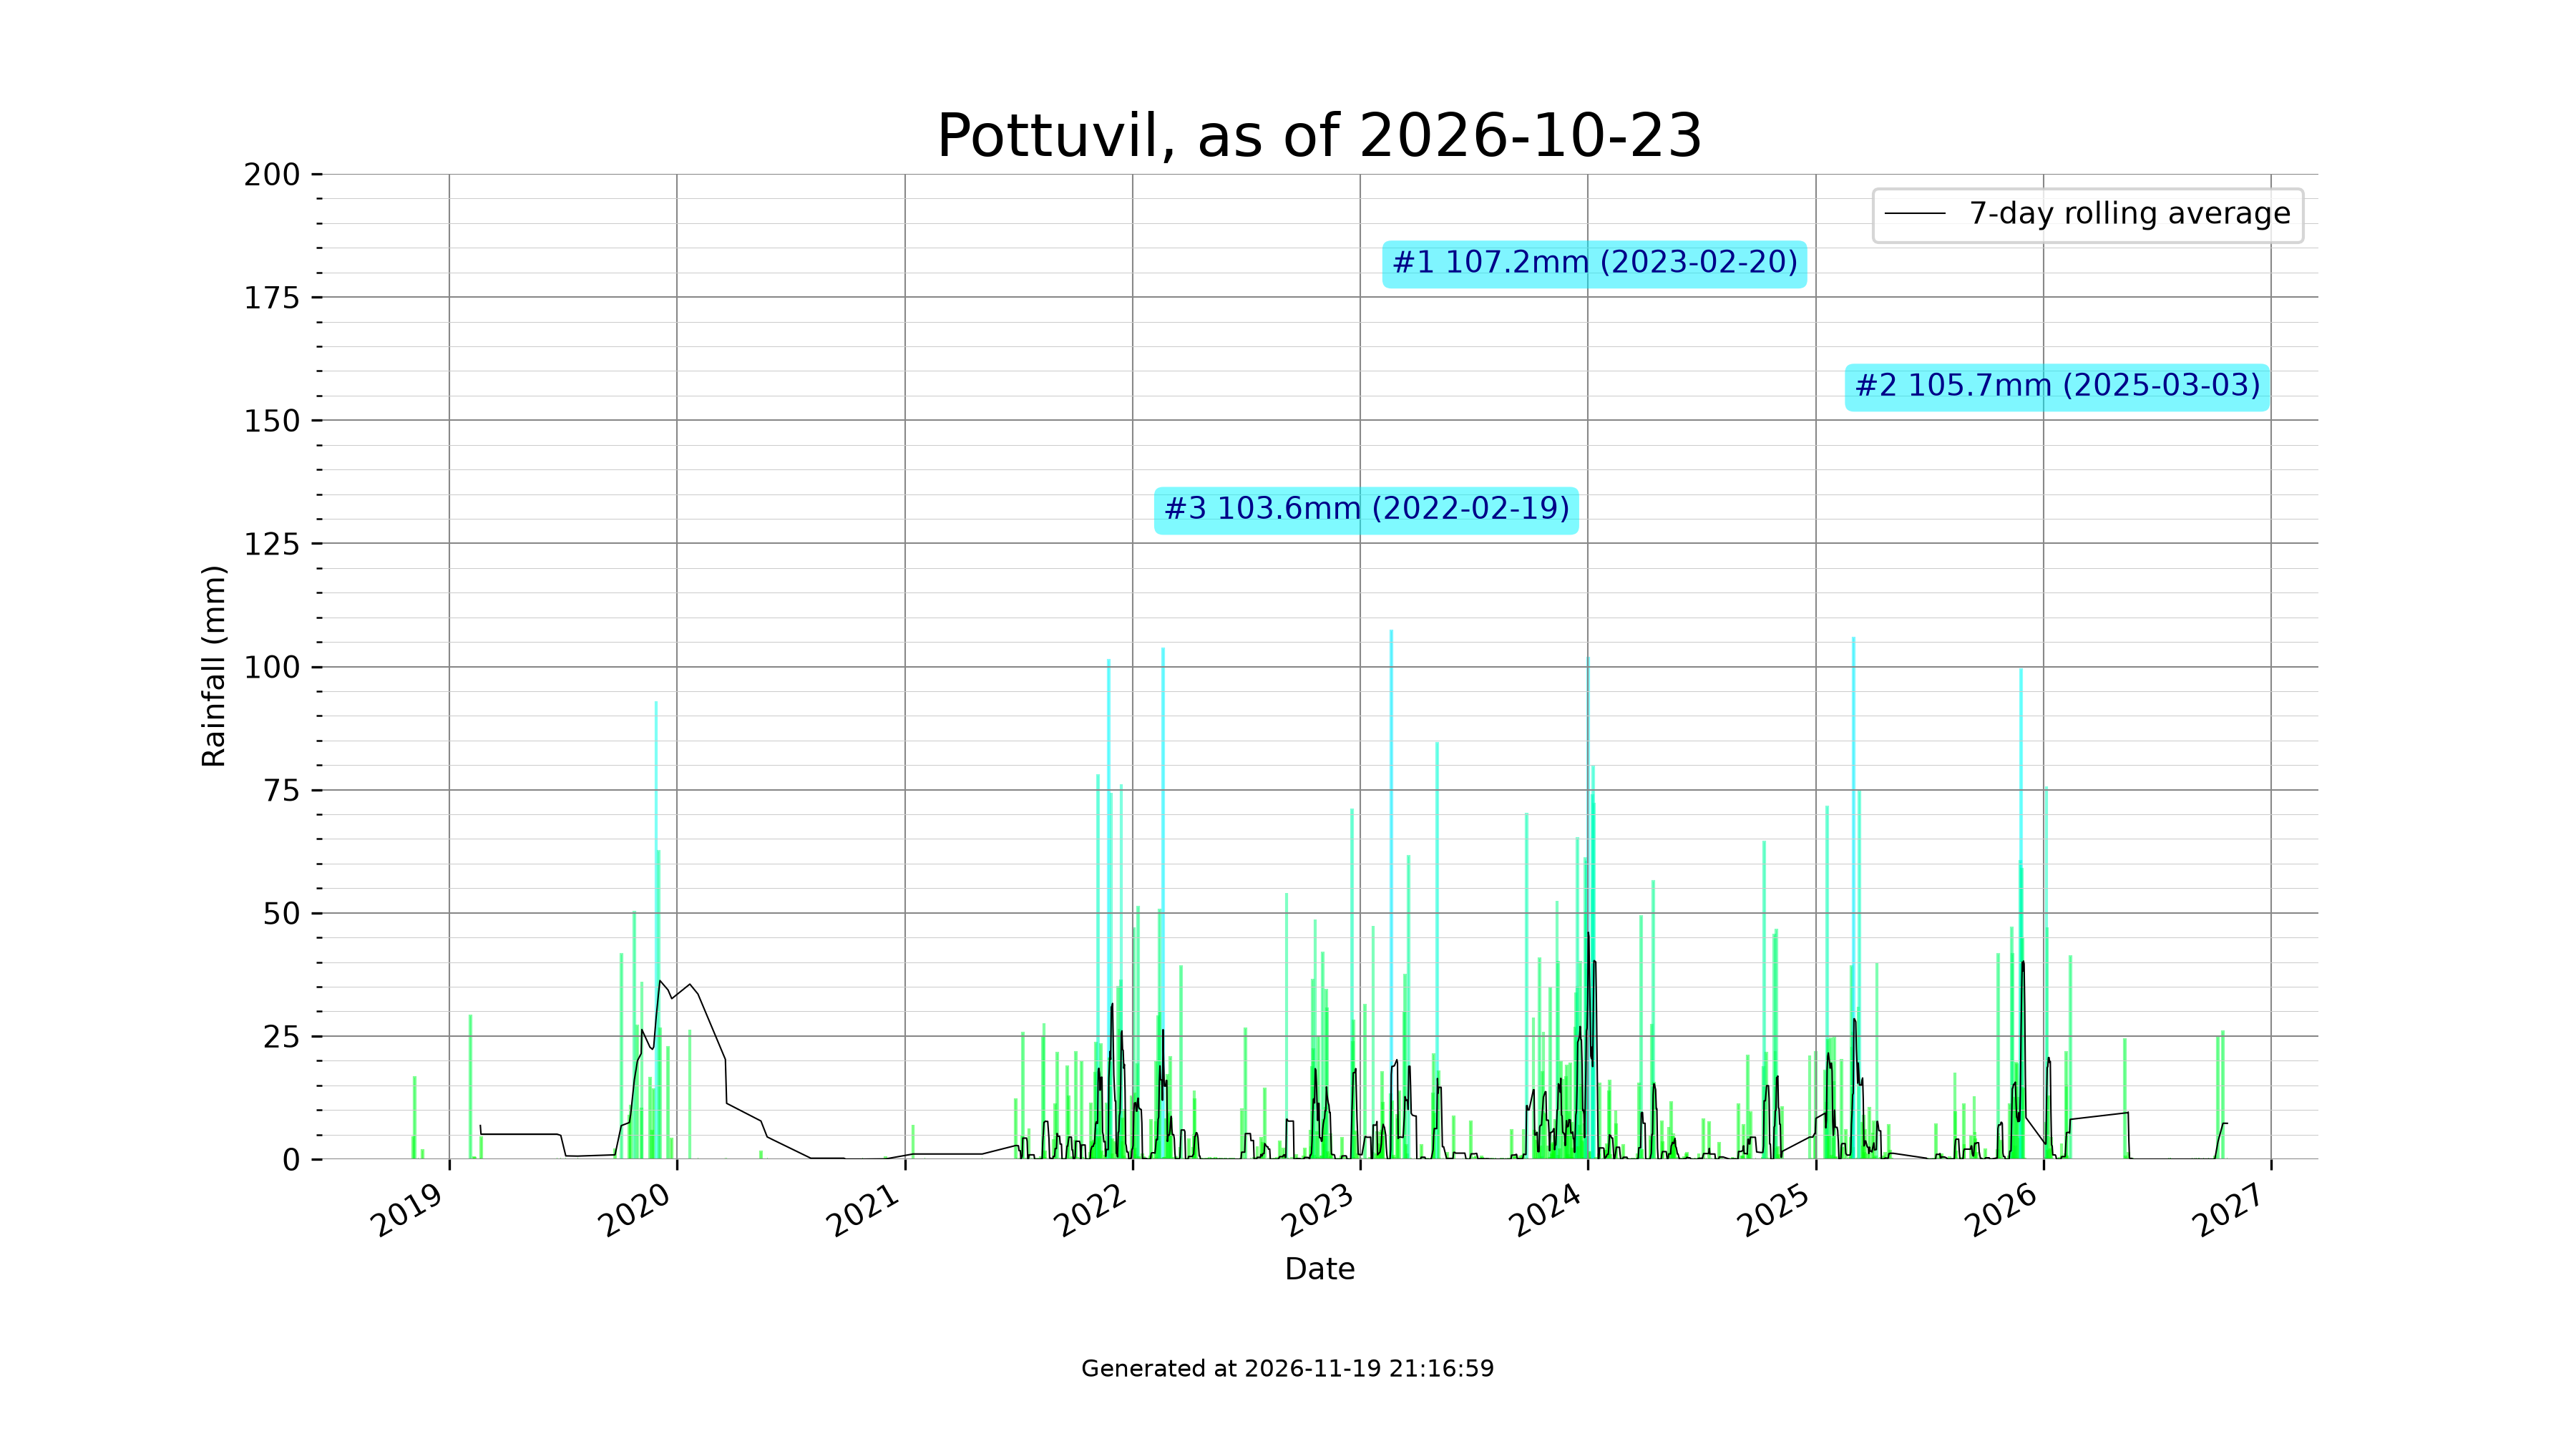 Pottuvil, as of 2026-10-23
200
175
150
125
100
75
50
25
0
Rainfall (mm)
7-day rolling average
#1 107.2mm (2023-02-20)
#2 105.7mm (2025-03-03)
#3 103.6mm (2022-02-19)
2019
2020
2021
2022
2023
2024
2025
2026
2027
Date
Generated at 2026-11-19 21:16:59